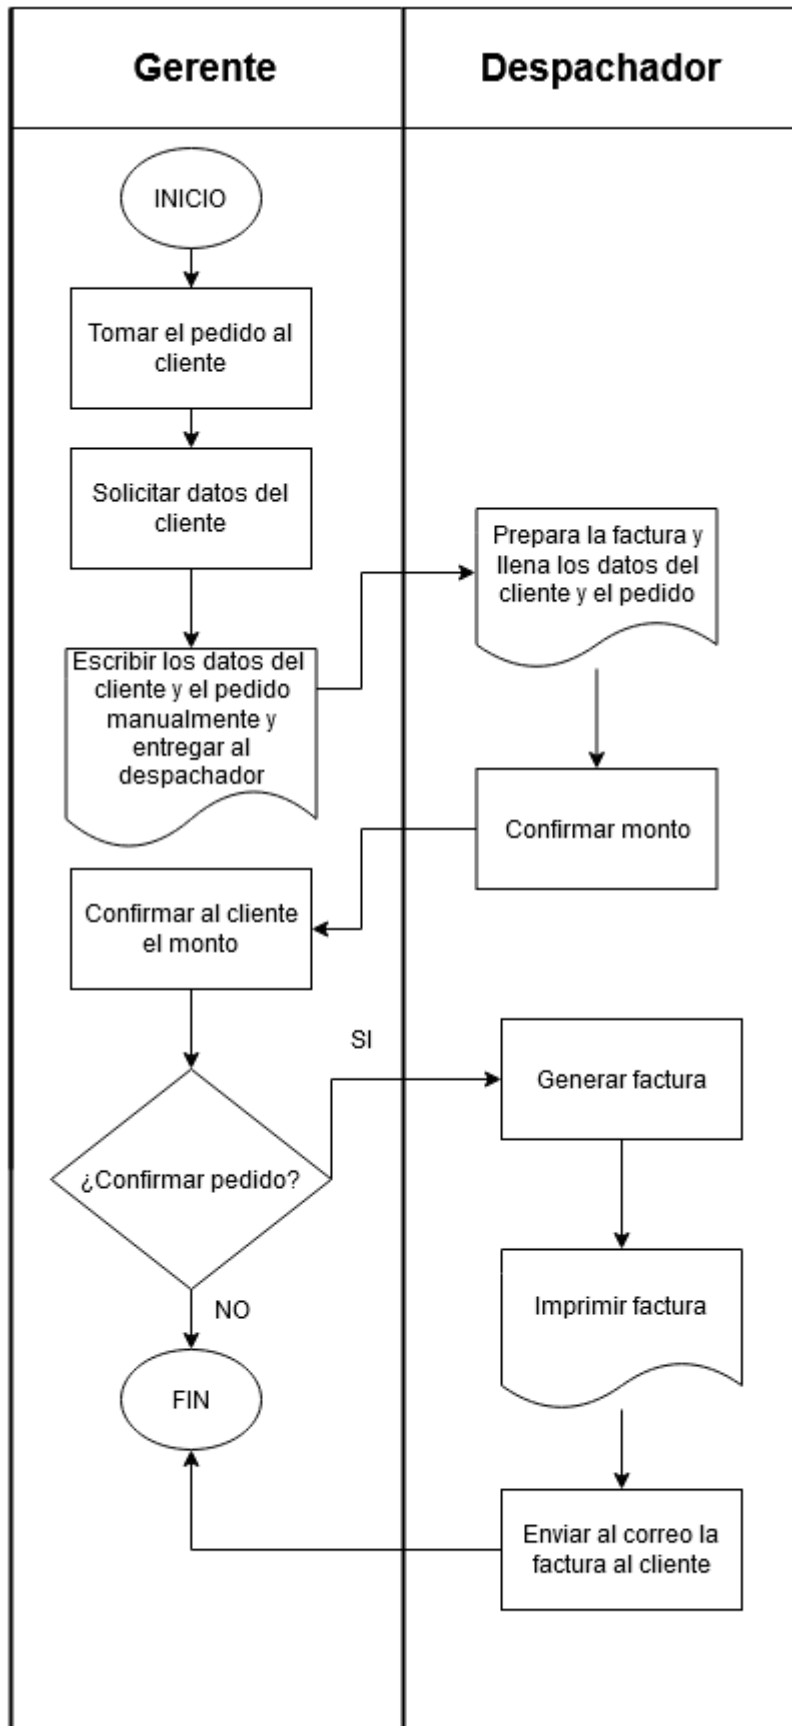 Gerente
Despachador
INICIO
Tomar el pedido al
cliente
Solicitar datos del
cliente
Prepara la factura y
llena los datos del
cliente y el pedido
Escribir los datos del
cliente y el pedido
manualmente y
entregar al
despachador
Confirmar monto
Confirmar al cliente
el monto
SI
Generar factura
¿Confirmar pedido?
NO
Imprimir factura
FIN
Enviar al correo la
factura al cliente